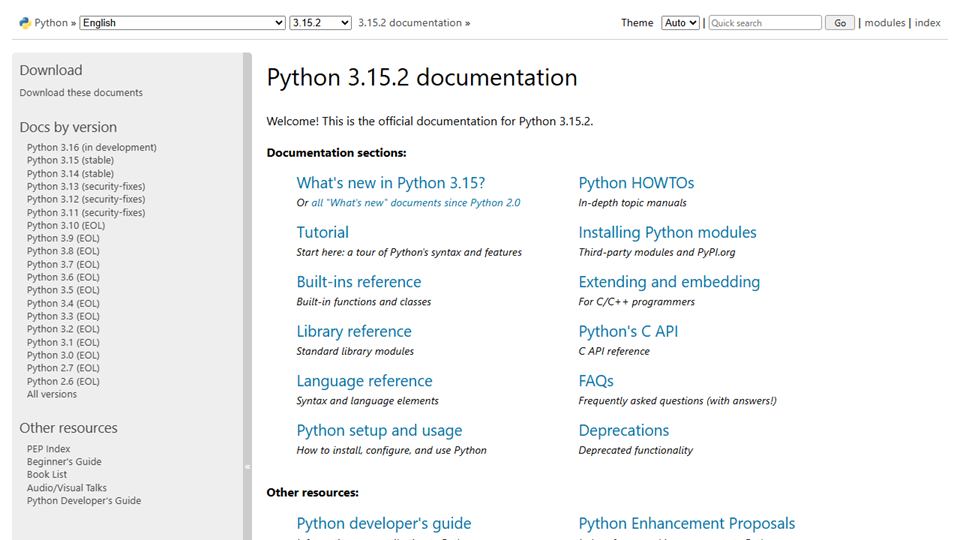 Python » English 3.15.2 3.15.2 documentation » Theme Auto | Quick search Go | modules | index
Download
Download these documents
Docs by version
Python 3.16 (in development)
Python 3.15 (stable)
Python 3.14 (stable)
Python 3.13 (security-fixes)
Python 3.12 (security-fixes)
Python 3.11 (security-fixes)
Python 3.10 (EOL)
Python 3.9 (EOL)
Python 3.8 (EOL)
Python 3.7 (EOL)
Python 3.6 (EOL)
Python 3.5 (EOL)
Python 3.4 (EOL)
Python 3.3 (EOL)
Python 3.2 (EOL)
Python 3.1 (EOL)
Python 3.0 (EOL)
Python 2.7 (EOL)
Python 2.6 (EOL)
All versions
Other resources
PEP Index
Beginner's Guide
Book List
Audio/Visual Talks
Python Developer's Guide
«
Python 3.15.2 documentation
Welcome! This is the official documentation for Python 3.15.2.
Documentation sections:
What's new in Python 3.15?
Or all "What's new" documents since Python 2.0
Tutorial
Start here: a tour of Python's syntax and features
Built-ins reference
Built-in functions and classes
Library reference
Standard library modules
Language reference
Syntax and language elements
Python setup and usage
How to install, configure, and use Python
Python HOWTOs
In-depth topic manuals
Installing Python modules
Third-party modules and PyPI.org
Extending and embedding
For C/C++ programmers
Python's C API
C API reference
FAQs
Frequently asked questions (with answers!)
Deprecations
Deprecated functionality
Other resources:
Python developer's guide
Python Enhancement Proposals